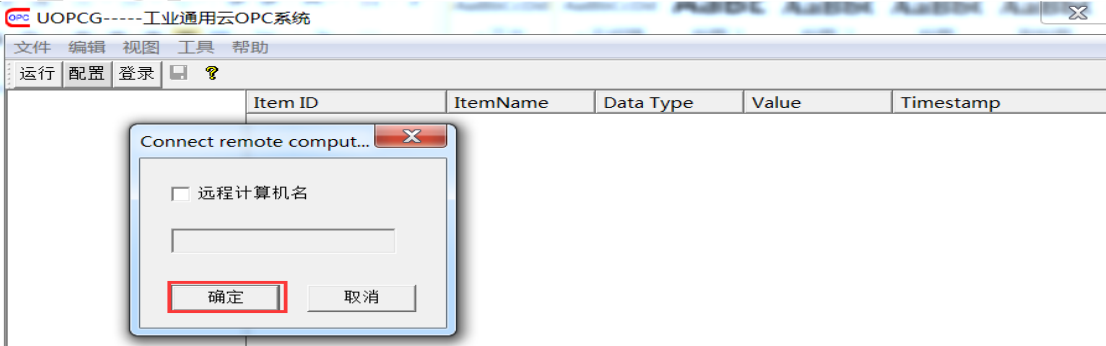 OPC UOPCG-----工业通用云OPC系统
文件 编辑 视图 工具 帮助
运行 配置 登录
Item ID ItemName Data Type Value Timestamp
Connect remote comput...
远程计算机名
确定 取消